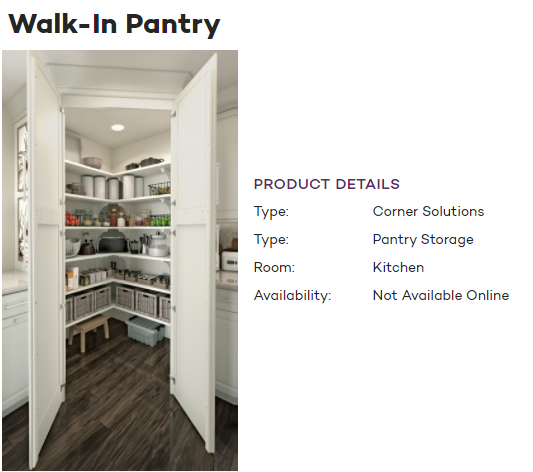 Walk-In Pantry
PRODUCT DETAILS
Type: Corner Solutions
Type: Pantry Storage
Room: Kitchen
Availability: Not Available Online